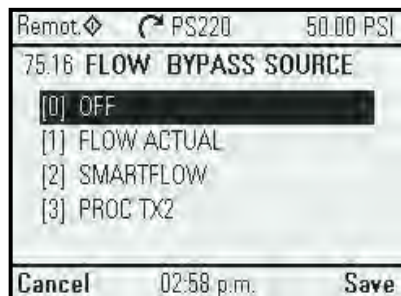 Remot. PS220 50.00 PSI
75.16 FLOW BYPASS SOURCE
[0] OFF
[1] FLOW ACTUAL
[2] SMARTFLOW
[3] PROC TX2
Cancel 02:58 p.m. Save